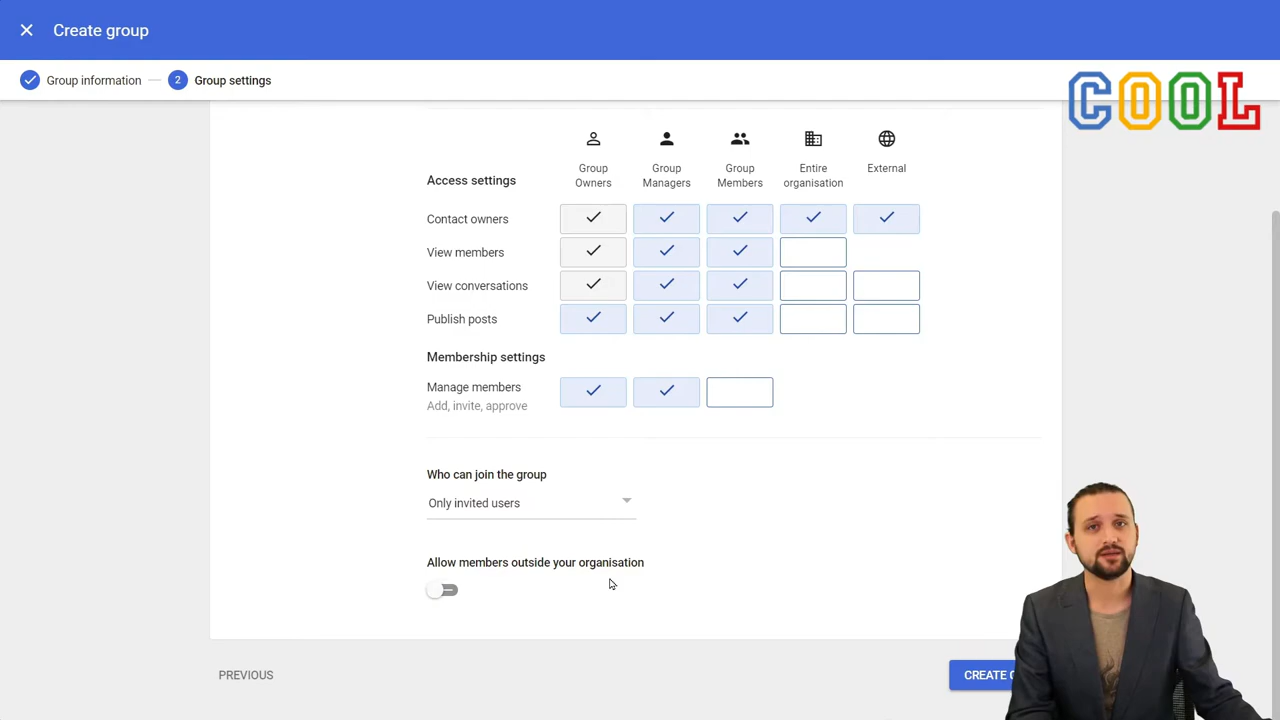 Create group
Group information
2
Group settings
COOL
Group Owners
Group Managers
Group Members
Entire organisation
External
Access settings
Contact owners
View members
View conversations
Publish posts
Membership settings
Manage members
Add, invite, approve
Who can join the group
Only invited users
Allow members outside your organisation
PREVIOUS
CREATE